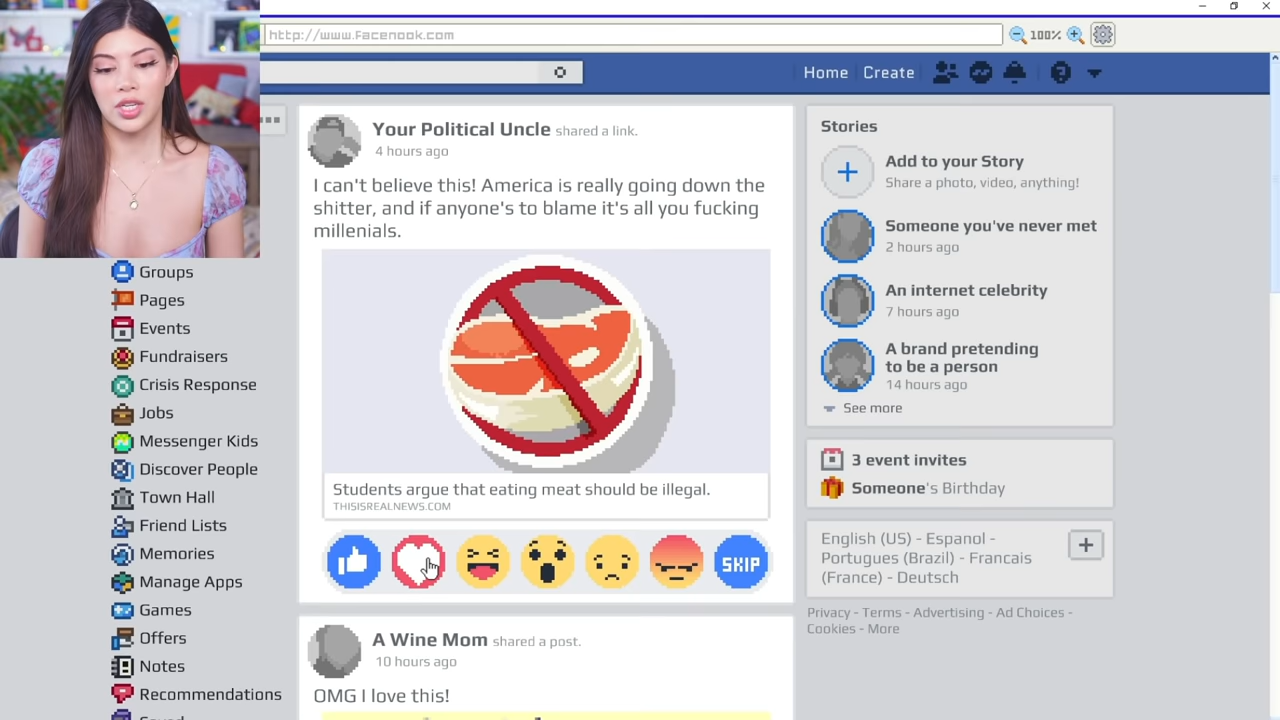 http://www.facenook.com
100%
Home
Create
Your Political Uncle shared a link.
4 hours ago
I can't believe this! America is really going down the
shitter, and if anyone's to blame it's all you fucking
millenials.
Students argue that eating meat should be illegal.
THISISREALNEWS.COM
SKIP
A Wine Mom shared a post.
10 hours ago
OMG I love this!
Groups
Pages
Events
Fundraisers
Crisis Response
Jobs
Messenger Kids
Discover People
Town Hall
Friend Lists
Memories
Manage Apps
Games
Offers
Notes
Recommendations
Saved
Stories
Add to your Story
Share a photo, video, anything!
Someone you've never met
2 hours ago
An internet celebrity
7 hours ago
A brand pretending
to be a person
14 hours ago
See more
3 event invites
Someone's Birthday
English (US) - Espanol -
Portugues (Brazil) - Francais
(France) - Deutsch
Privacy - Terms - Advertising - Ad Choices -
Cookies - More